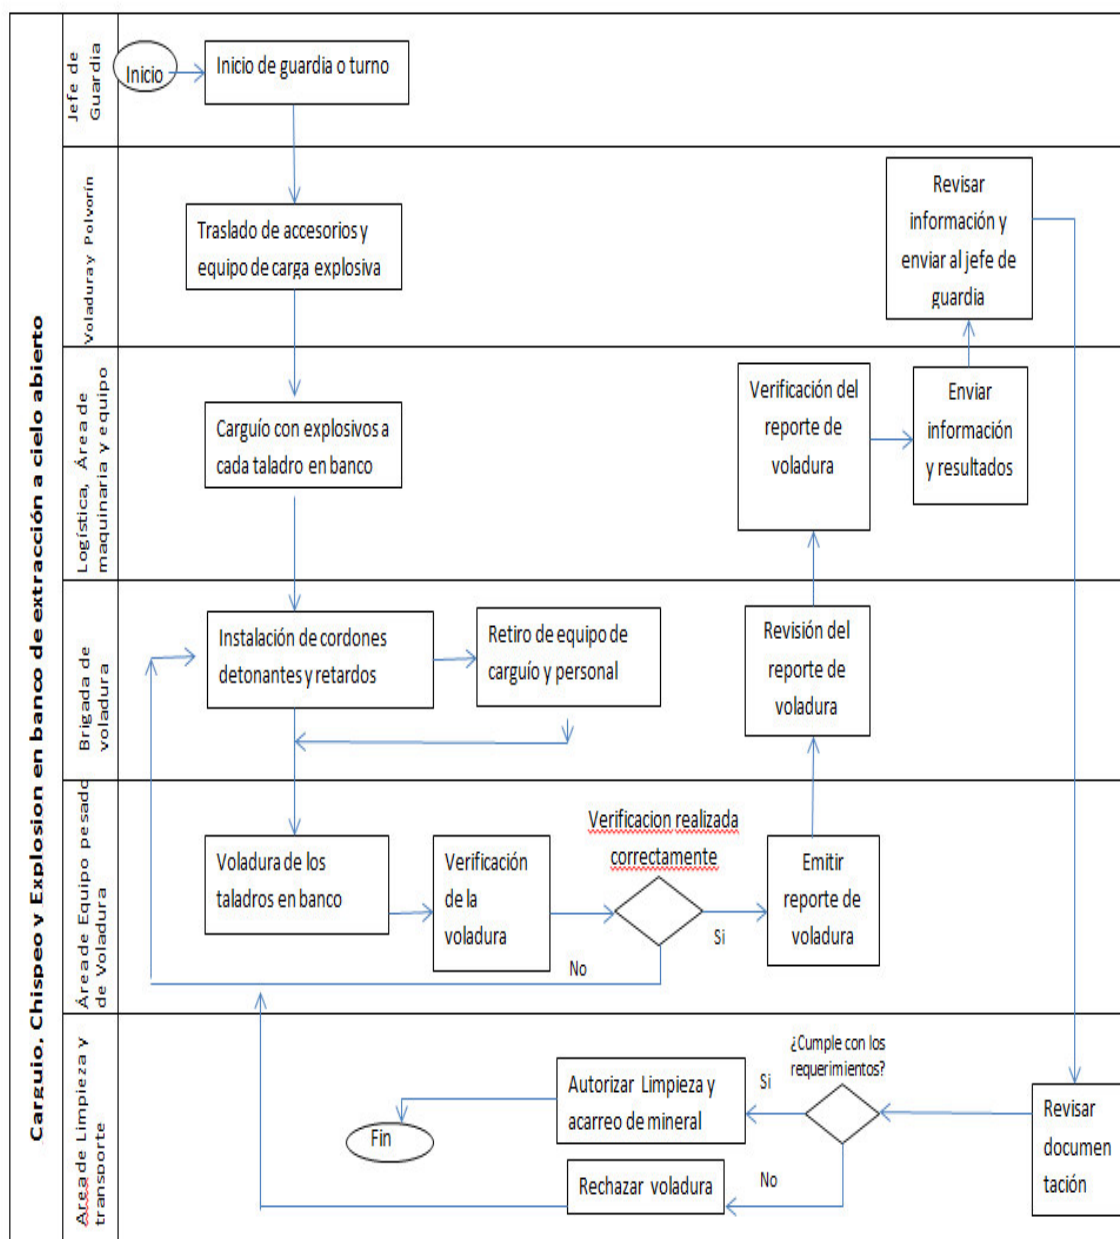 Carguio, Chispeo y Explosion en banco de extracción a cielo abierto
Jefe de
Guardia
Inicio
Inicio de guardia o turno
Voladuray Polvorín
Traslado de accesorios y
equipo de carga explosiva
Revisar
información y
enviar al jefe de
guardia
Logística, Área de
maquinaria y equipo
Carguío con explosivos a
cada taladro en banco
Verificación del
reporte de
voladura
Enviar
información
y resultados
Brigada de
voladura
Instalación de cordones
detonantes y retardos
Retiro de equipo de
carguío y personal
Revisión del
reporte de
voladura
Área de Equipo pesado
de Voladura
Voladura de los
taladros en banco
Verificación
de la
voladura
Verificacion realizada
correctamente
Si
No
Emitir
reporte de
voladura
Area de Limpieza y
transporte
Fin
Autorizar Limpieza y
acarreo de mineral
Rechazar voladura
Si
No
¿Cumple con los
requerimientos?
Revisar
documen
tación